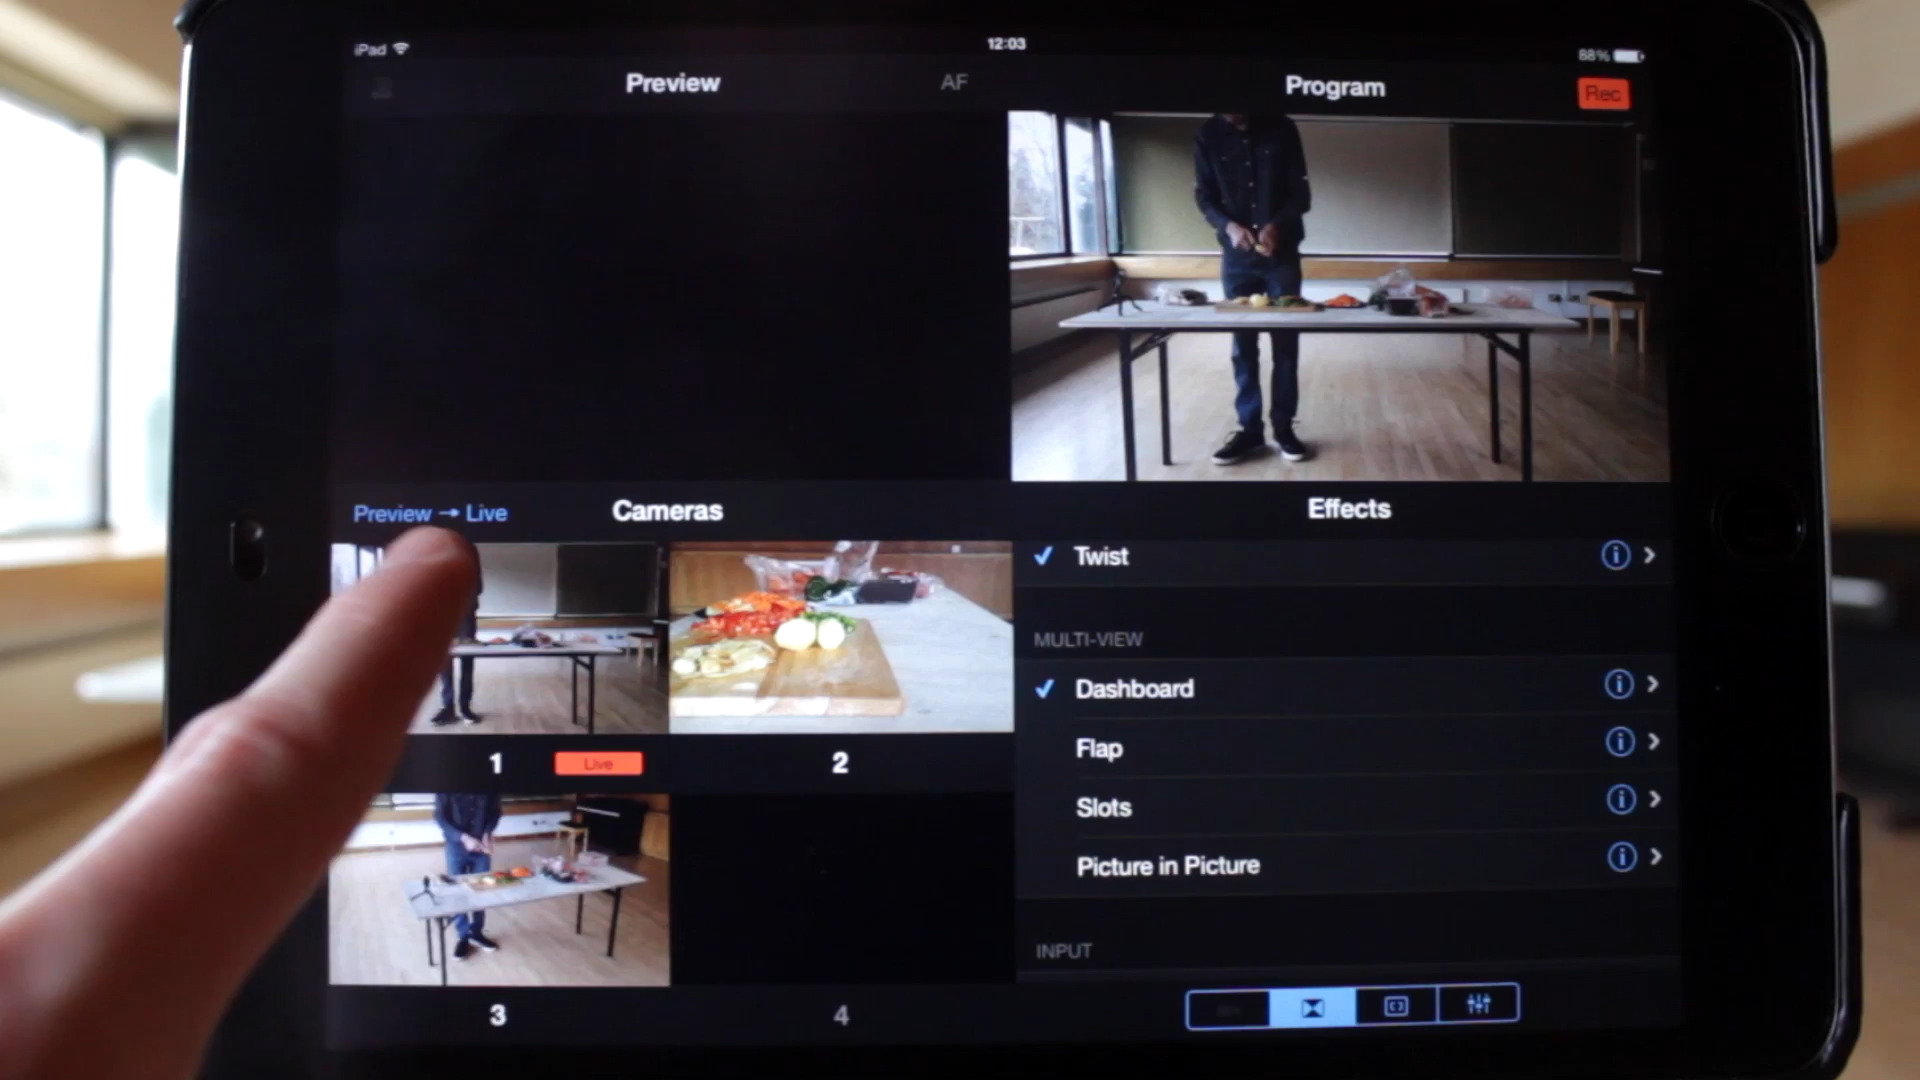 iPad
12:03
88%
Preview
AF
Program
Rec
Preview → Live
Cameras
Effects
Twist
MULTI-VIEW
Dashboard
Flap
Slots
Picture in Picture
INPUT
1
Live
2
3
4